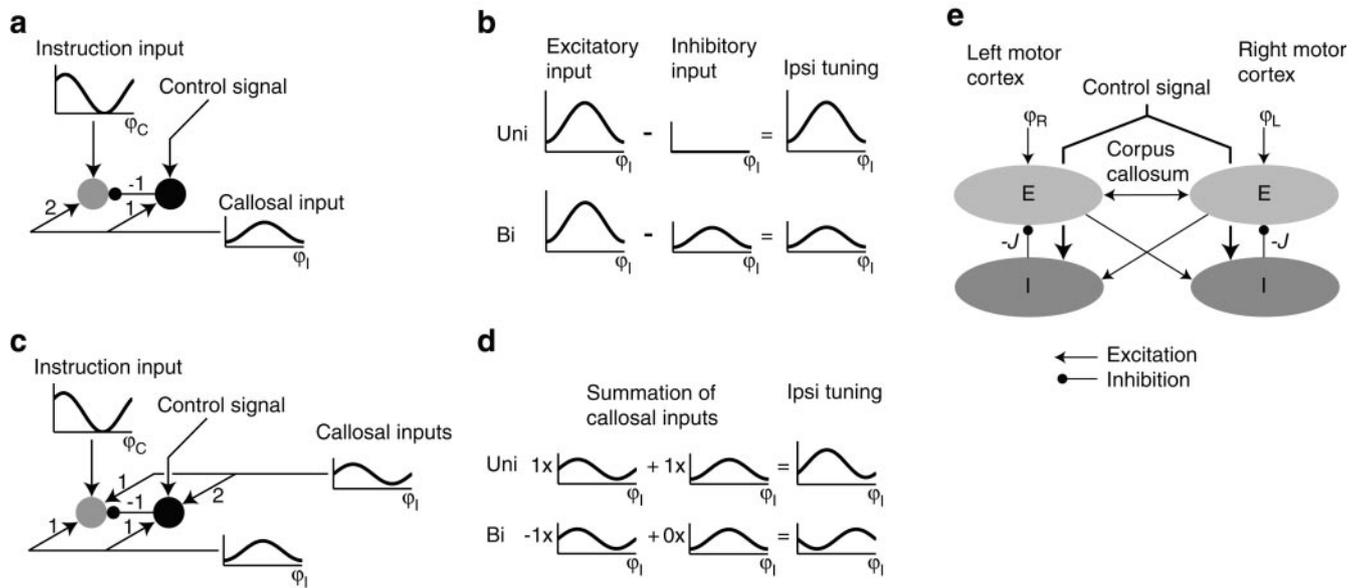 a
Instruction input
Control signal
φC
-1
2
1
Callosal input
φI
b
Excitatory
input
Inhibitory
input
Ipsi tuning
Uni
-
=
φI
φI
φI
Bi
-
=
φI
φI
φI
c
Instruction input
Control signal
φC
Callosal inputs
1
2
φI
-1
1
1
φI
d
Summation of
callosal inputs
Ipsi tuning
Uni 1x
+ 1x
=
φI
φI
φI
Bi -1x
+ 0x
=
φI
φI
φI
e
Left motor
cortex
Right motor
cortex
Control signal
φR
φL
Corpus
callosum
E
E
-J
-J
I
I
Excitation
Inhibition